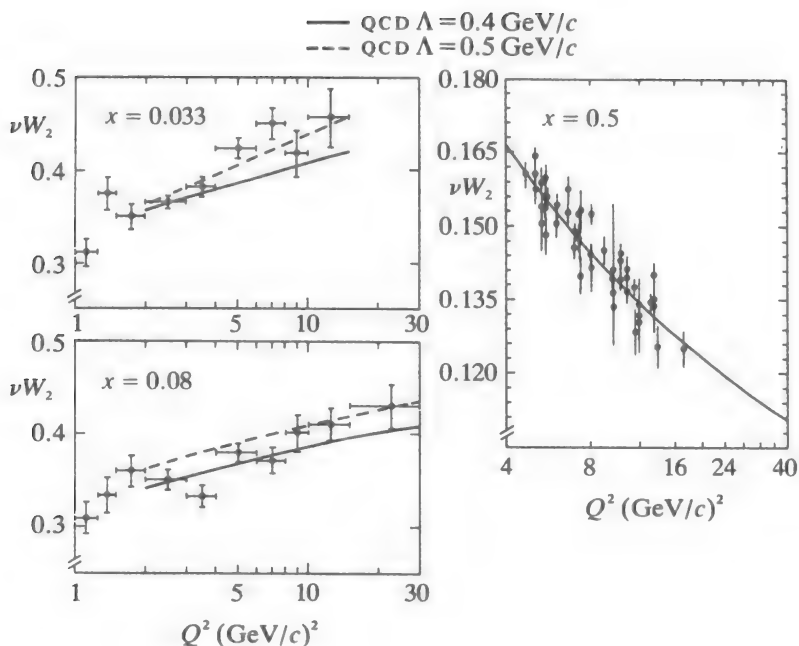 QCD Λ = 0.4 GeV/c
QCD Λ = 0.5 GeV/c
0.5
νW₂
0.4
0.3
x = 0.033
1
5
10
30
0.5
νW₂
0.4
0.3
x = 0.08
1
5
10
30
Q² (GeV/c)²
0.180
0.165
νW₂
0.150
0.135
0.120
x = 0.5
4
8
16
24
40
Q² (GeV/c)²